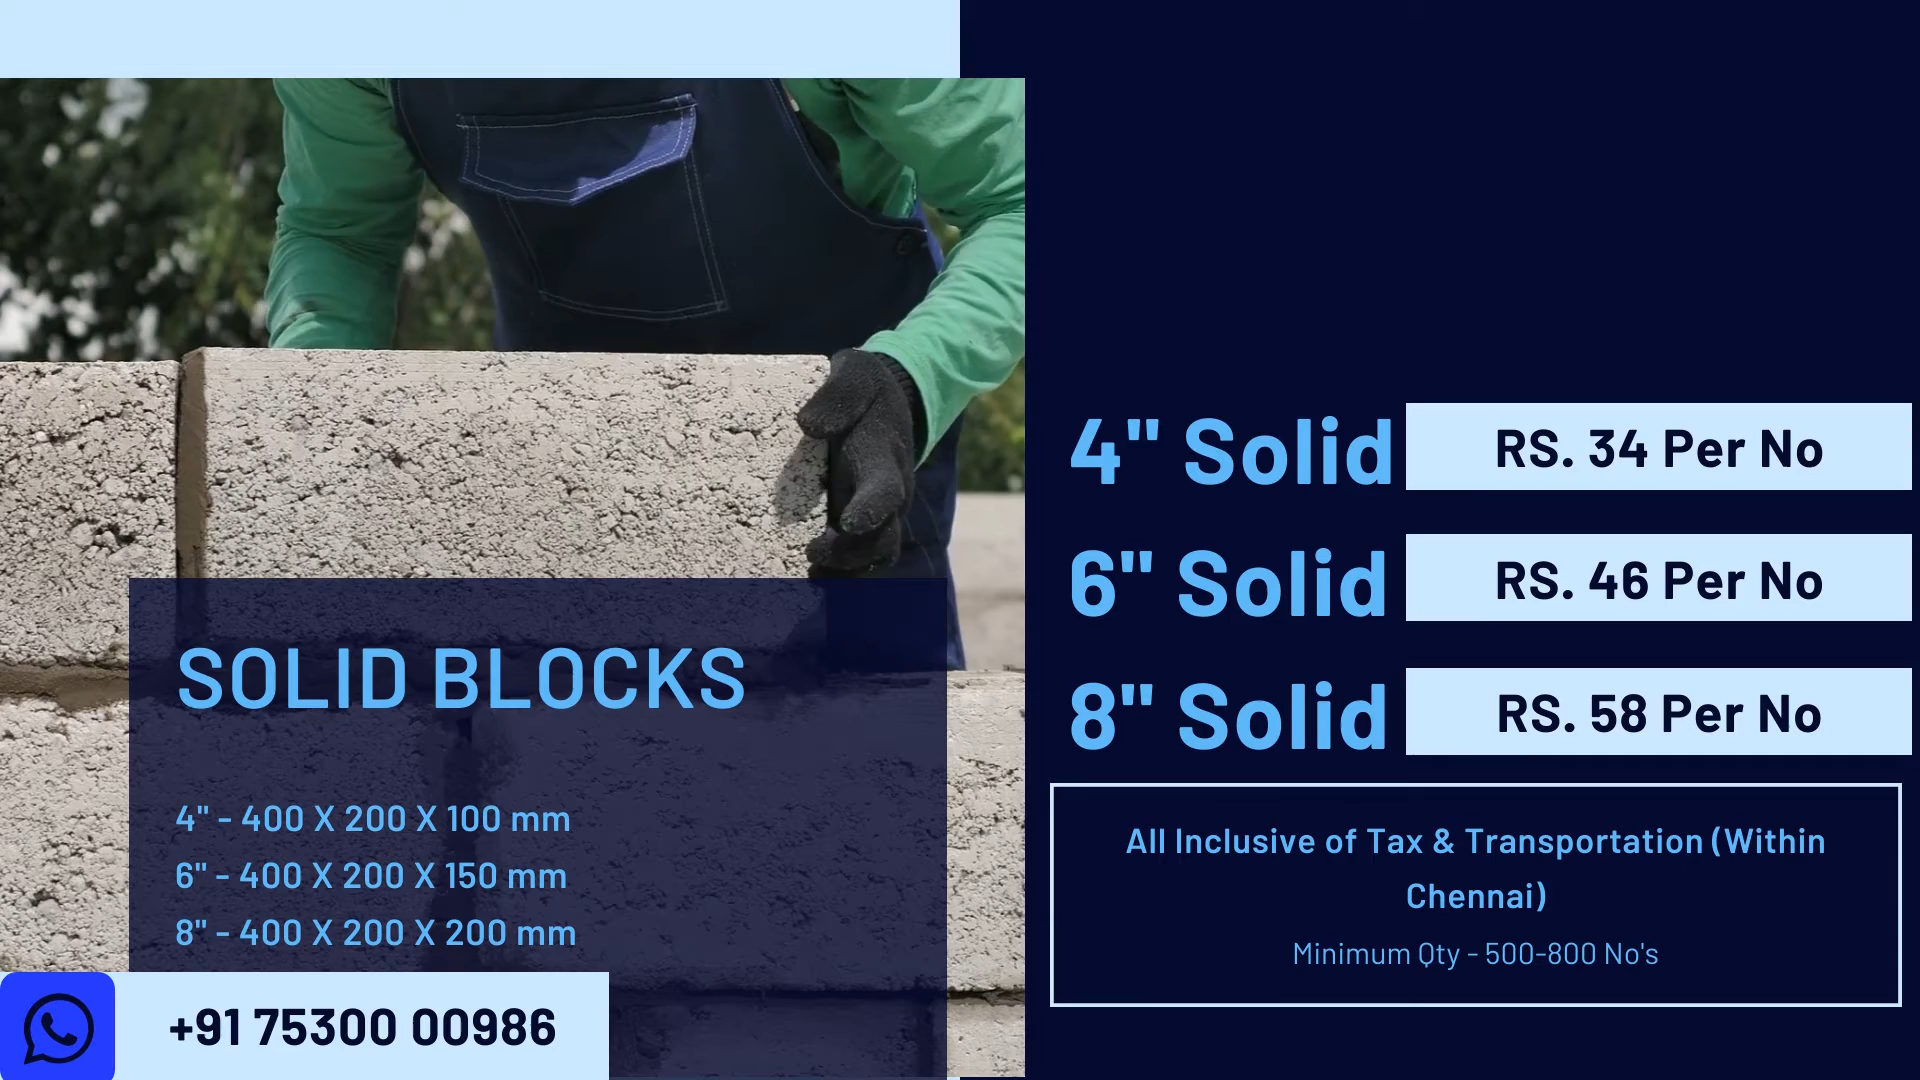 SOLID BLOCKS
4" - 400 X 200 X 100 mm
6" - 400 X 200 X 150 mm
8" - 400 X 200 X 200 mm
+91 75300 00986
4" Solid RS. 34 Per No
6" Solid RS. 46 Per No
8" Solid RS. 58 Per No
All Inclusive of Tax & Transportation (Within
Chennai)
Minimum Qty - 500-800 No's